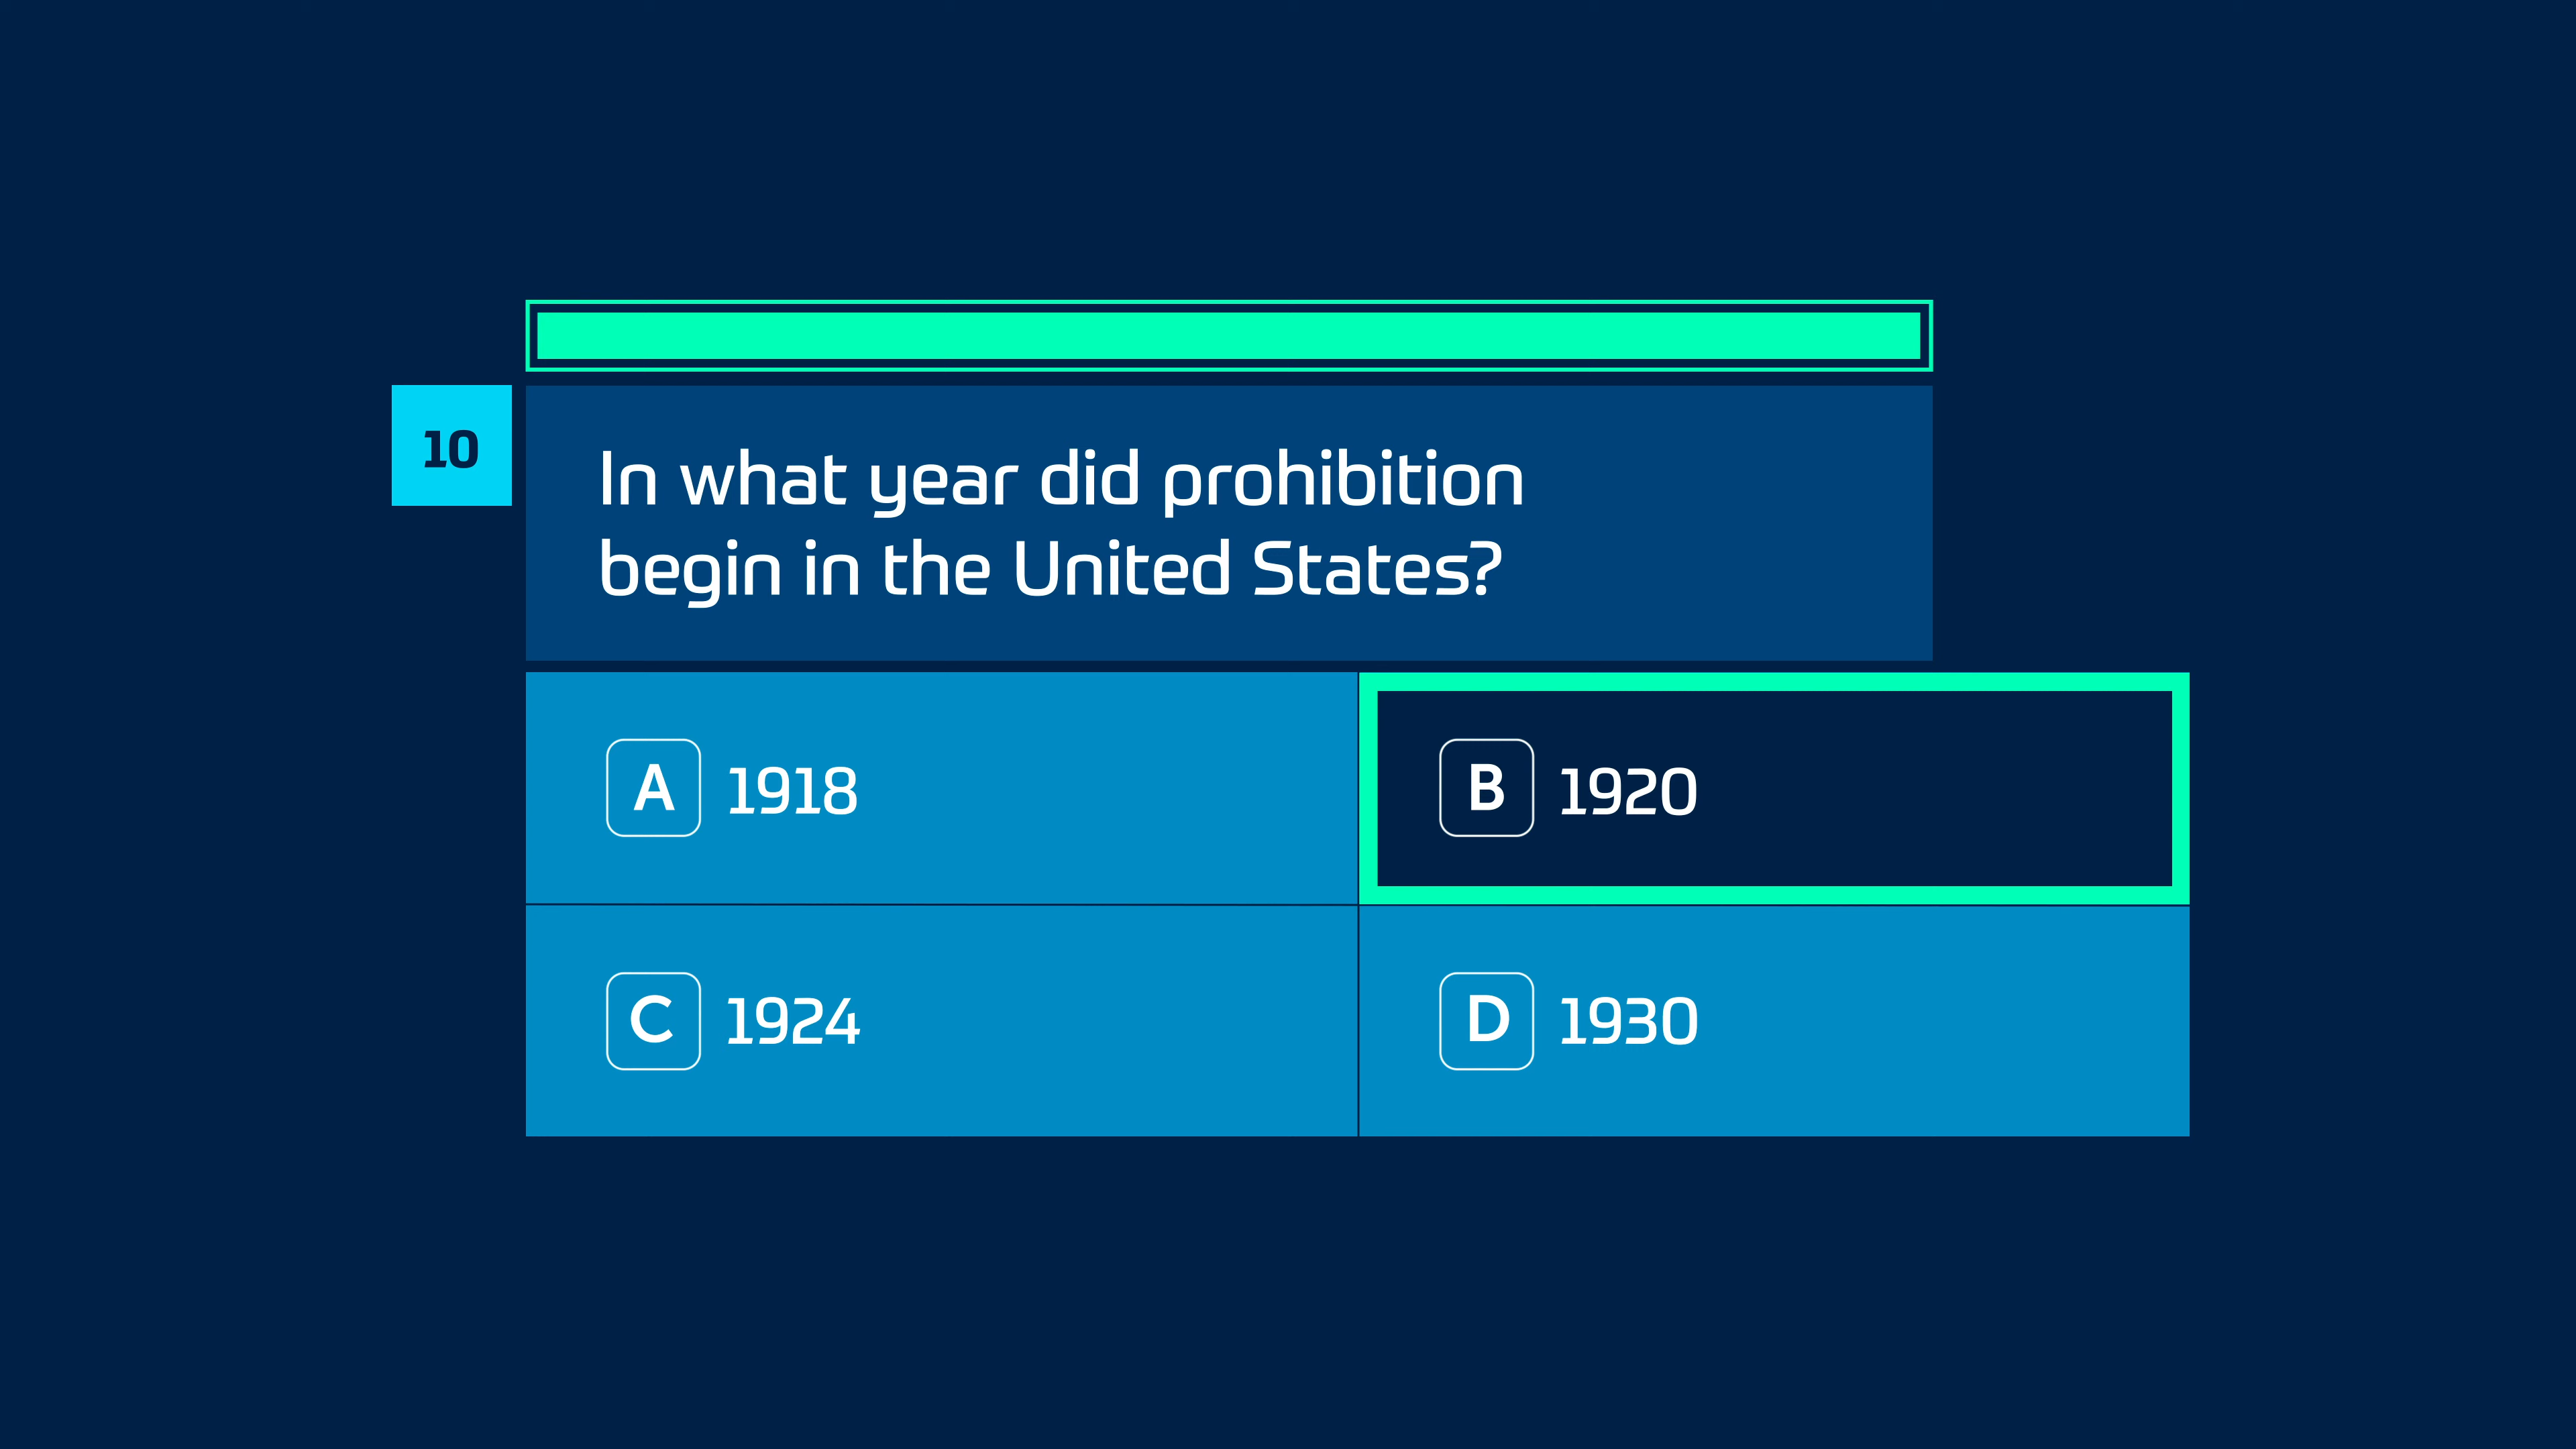 10
In what year did prohibition
begin in the United States?
A 1918
B 1920
C 1924
D 1930